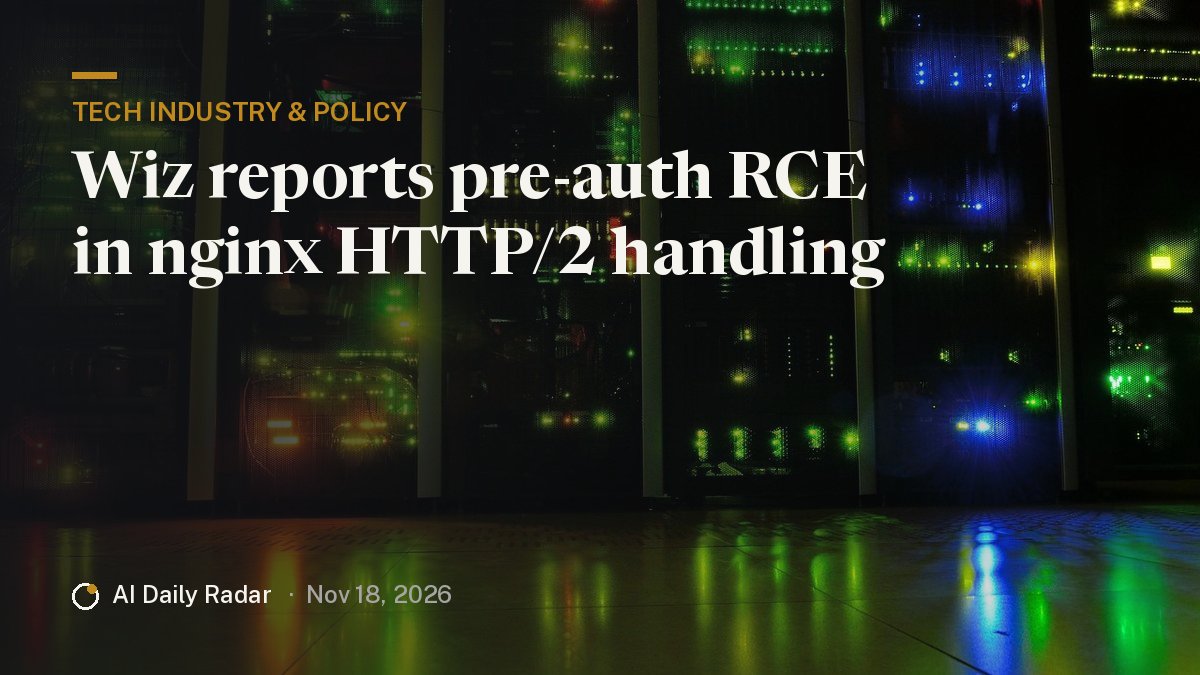 TECH INDUSTRY & POLICY
Wiz reports pre-auth RCE
in nginx HTTP/2 handling
AI Daily Radar · Nov 18, 2026